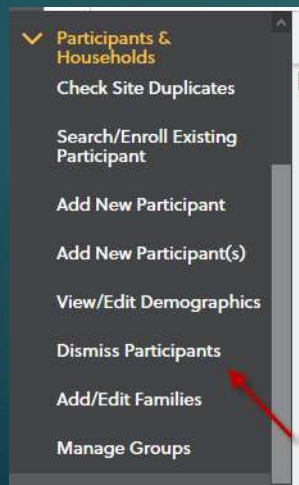 Participants &
Households
Check Site Duplicates
Search/Enroll Existing
Participant
Add New Participant
Add New Participant(s)
View/Edit Demographics
Dismiss Participants
Add/Edit Families
Manage Groups